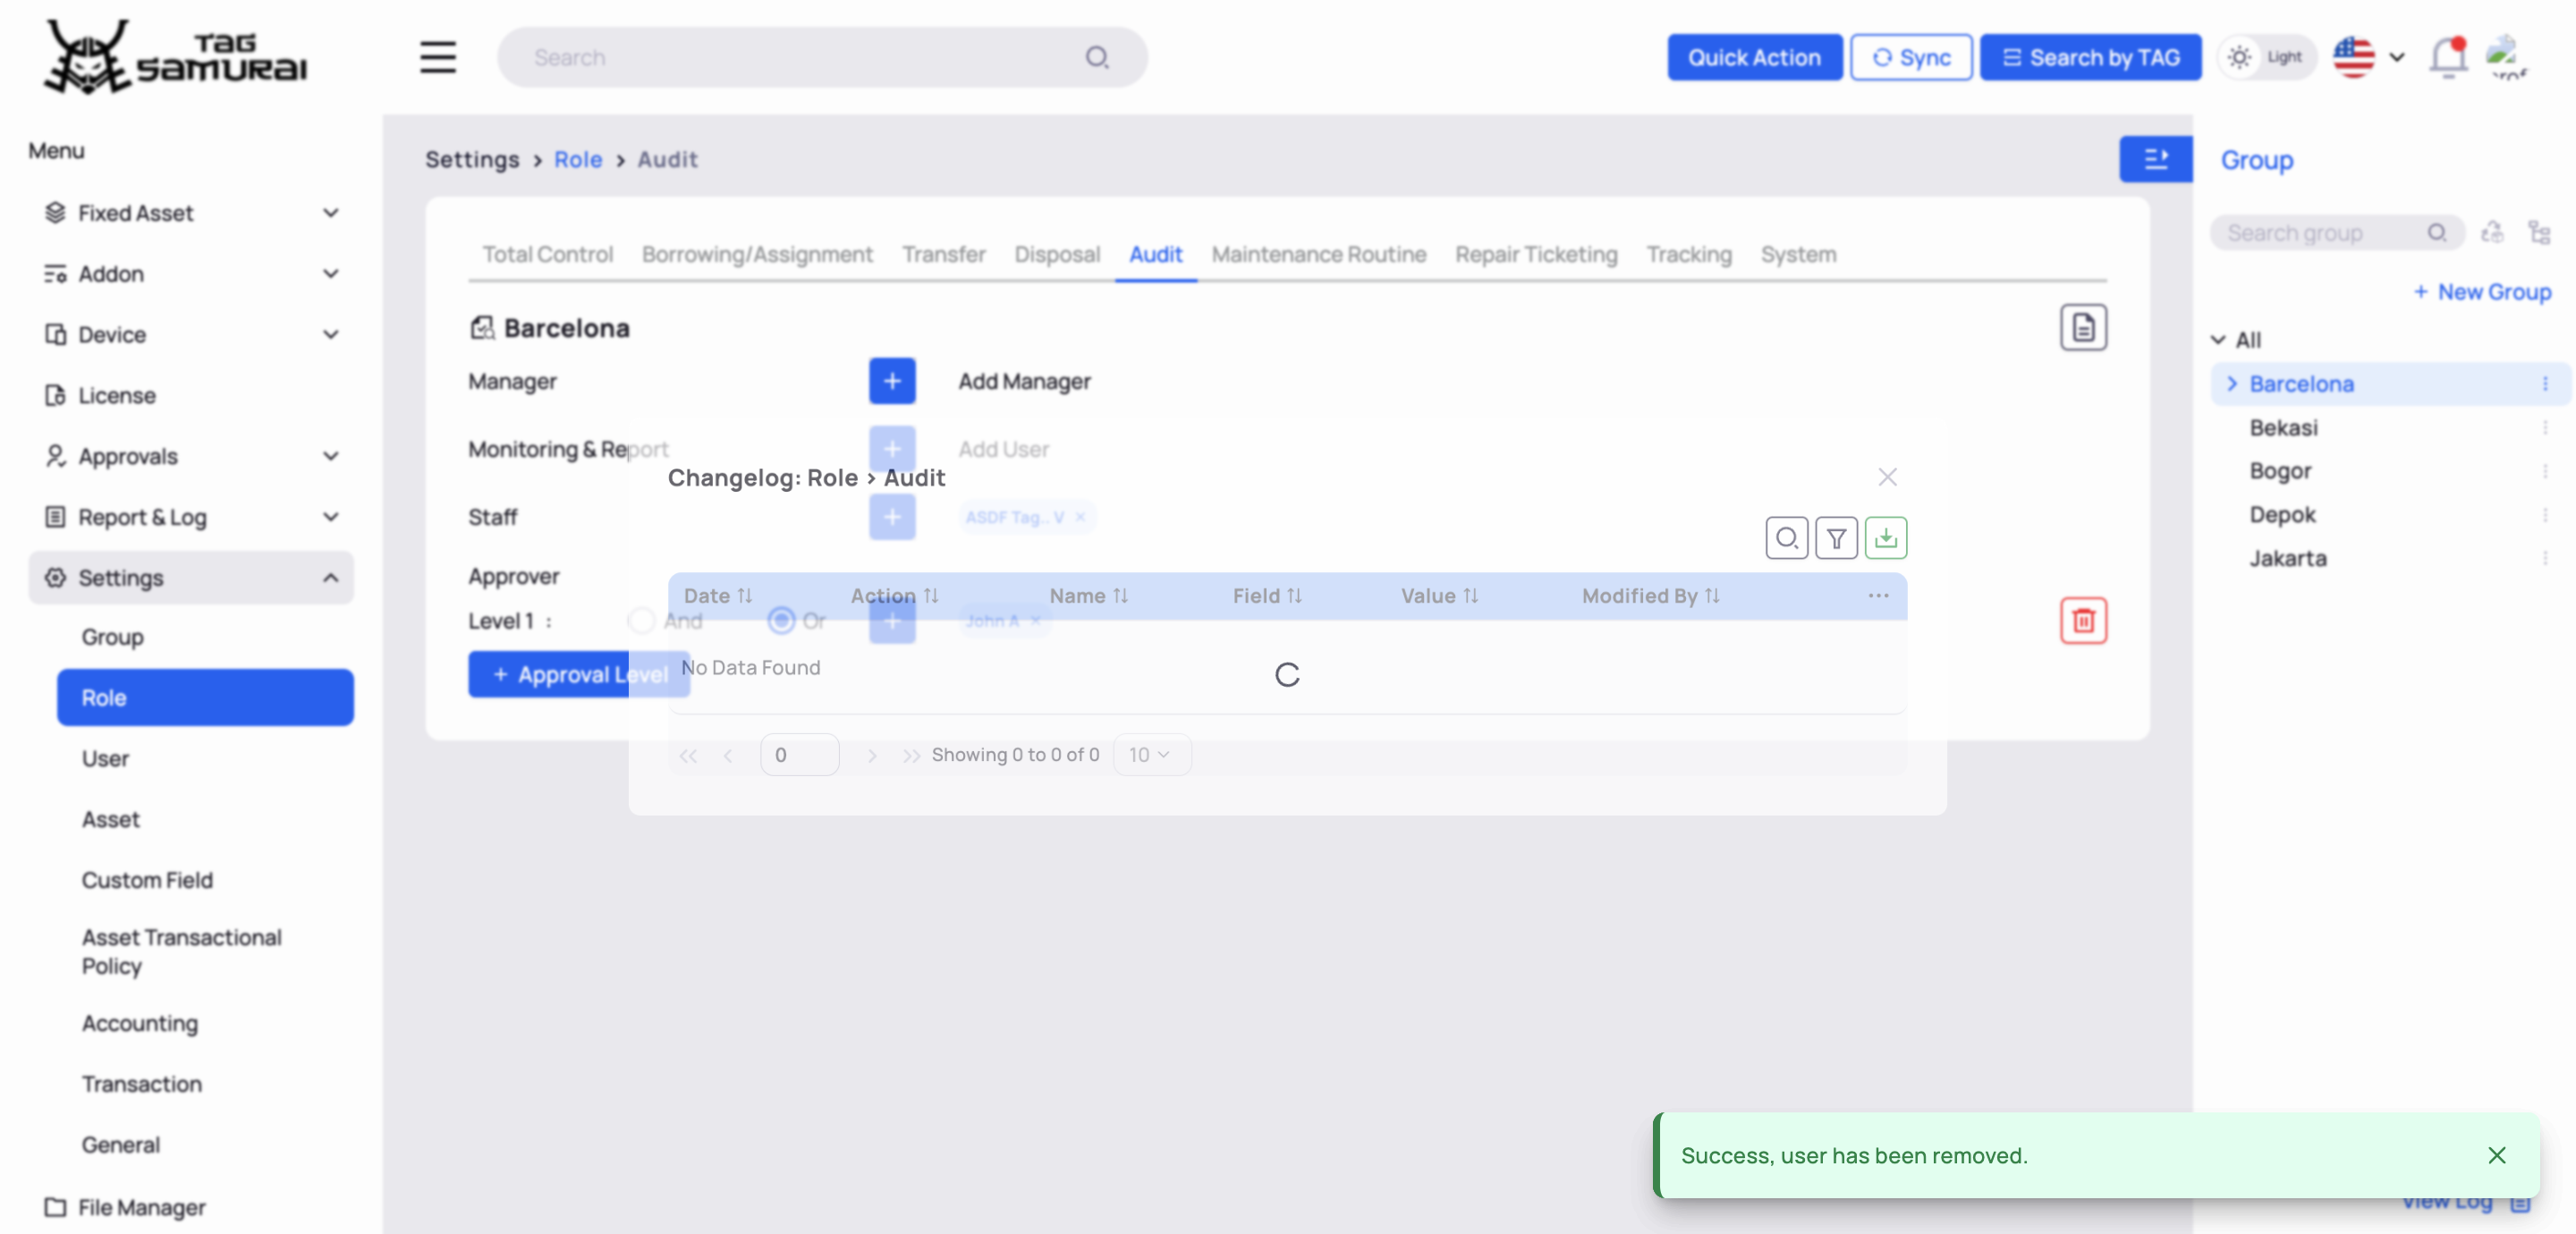 TAG
SAMURAI
Search
Quick Action
Sync
Search by TAG
Light
Menu
Fixed Asset
Addon
Device
License
Approvals
Report & Log
Settings
Group
Role
User
Asset
Custom Field
Asset Transactional
Policy
Accounting
Transaction
General
File Manager
Settings > Role > Audit
Total Control Borrowing/Assignment Transfer Disposal Audit Maintenance Routine Repair Ticketing Tracking System
Barcelona
Manager + Add Manager
Monitoring & Report + Add User
Staff + ASDF Tag.. V ×
Approver
Level 1 : And Or + John A ×
+ Approval Level
Changelog: Role > Audit
Date Action Name Field Value Modified By ...
No Data Found
0 Showing 0 to 0 of 0 10
Group
Search group
+ New Group
All
Barcelona
Bekasi
Bogor
Depok
Jakarta
Success, user has been removed.
View Log